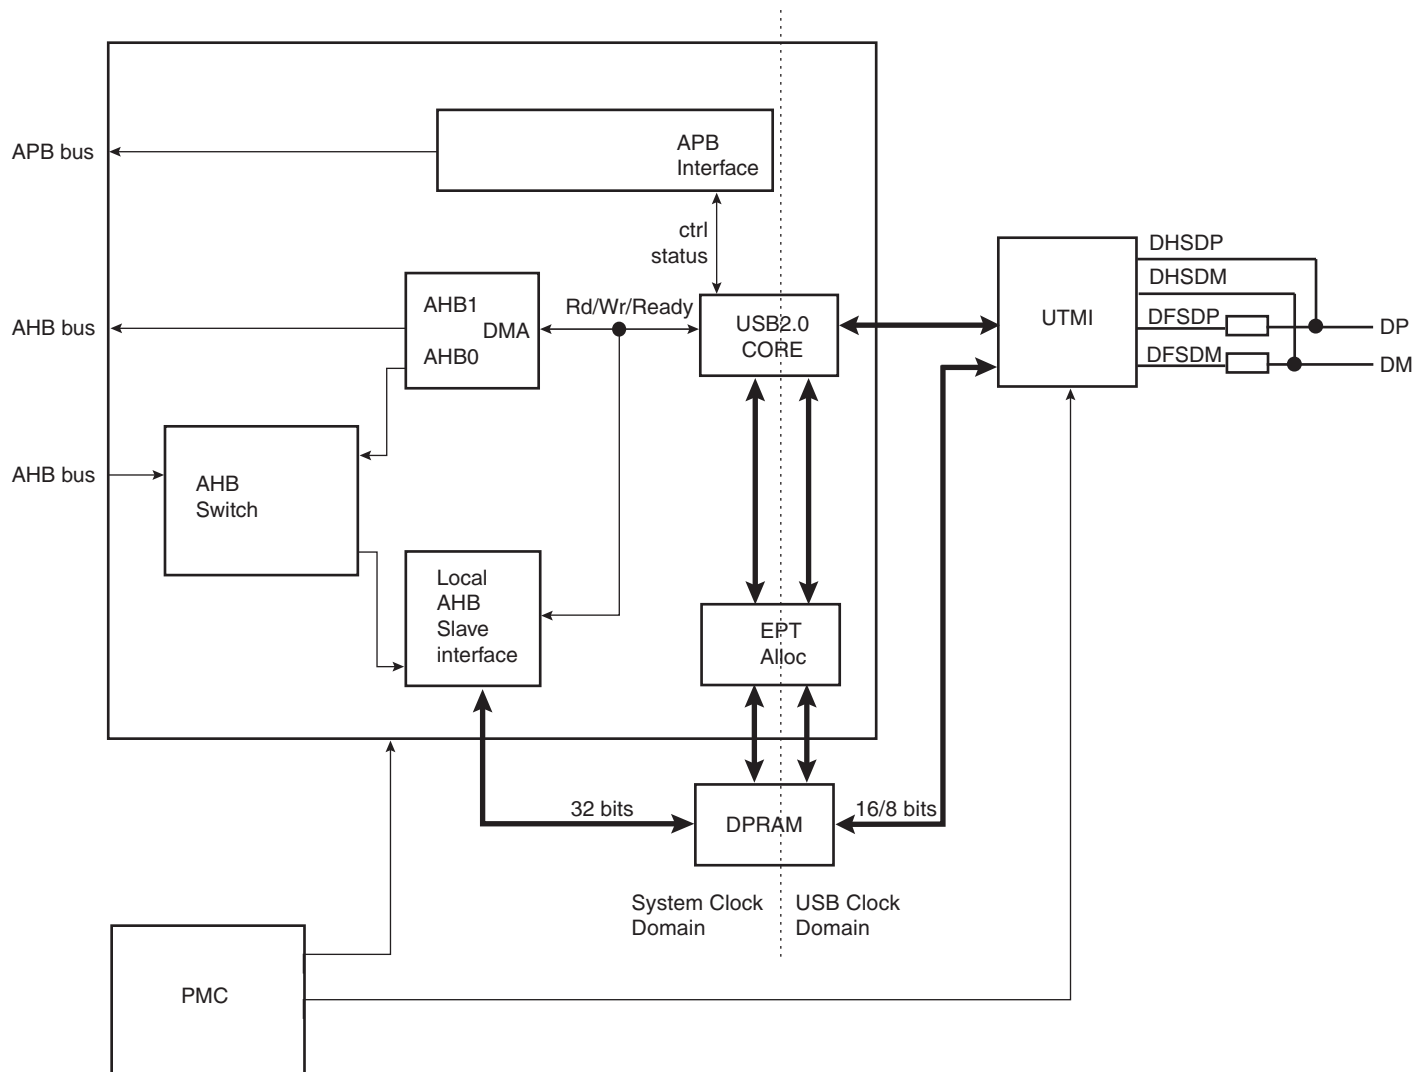 APB bus
APB
Interface
ctrl
status
AHB bus
AHB1
DMA
AHB0
Rd/Wr/Ready
USB2.0
CORE
UTMI
DHSDP
DHSDM
DFSDP
DFSDM
DP
DM
AHB bus
AHB
Switch
Local
AHB
Slave
interface
EPT
Alloc
32 bits
DPRAM
16/8 bits
System Clock
Domain
USB Clock
Domain
PMC